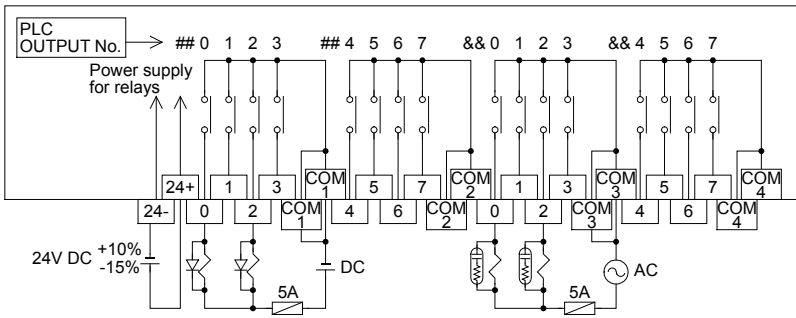 PLC
OUTPUT No.
##0 1 2 3 ##4 5 6 7 &&0 1 2 3 &&4 5 6 7
Power supply
for relays
24+ 1 3 COM 1 5 7 COM 2 1 3 COM 3 5 7 COM 4
24- 0 2 COM 1 4 6 COM 2 0 2 COM 3 4 6 COM 4
24V DC +10%
-15%
DC
AC
5A 5A